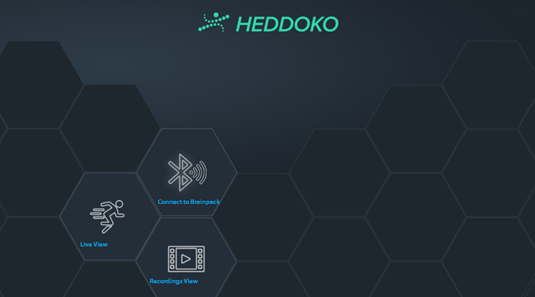 HEDDOKO
Connect to Brainpack
Live View
Recordings View